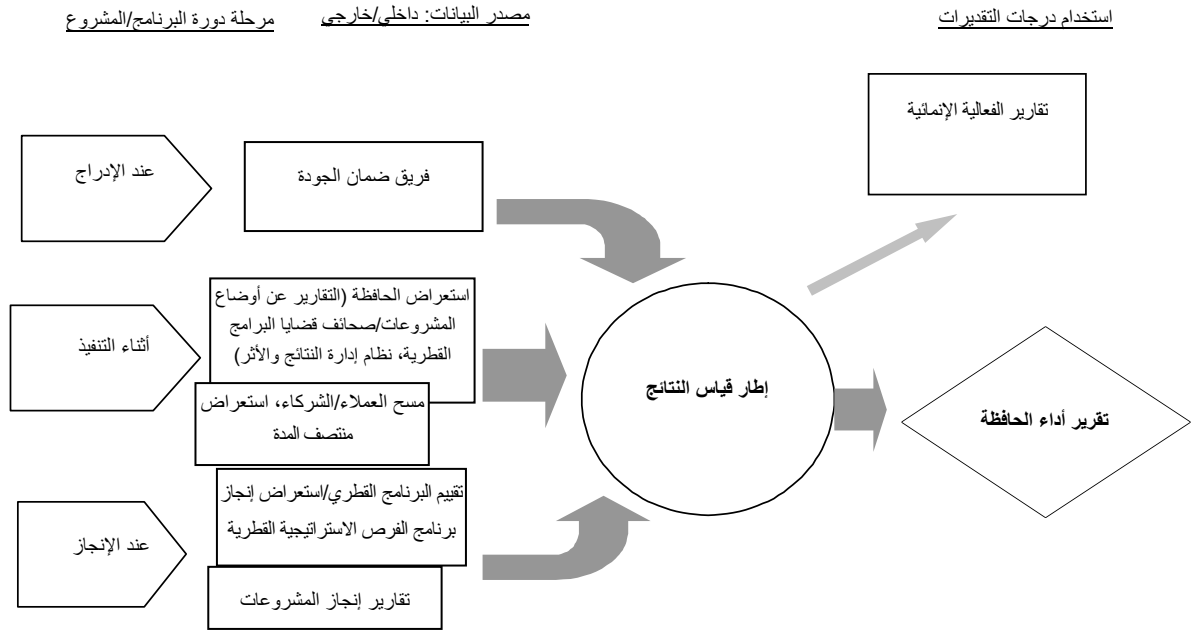 مرحلة دورة البرنامج/المشروع
مصدر البيانات: داخلي/خارجي
استخدام درجات التقديرات
تقارير الفعالية الإنمائية
عند الإدراج
فريق ضمان الجودة
أثناء التنفيذ
استعراض الحافظة (التقارير عن أوضاع
المشروعات/صحائف قضايا البرامج
القطرية، نظام إدارة النتائج والأثر)
مسح العملاء/الشركاء، استعراض
منتصف المدة
إطار قياس النتائج
تقرير أداء الحافظة
عند الإنجاز
تقييم البرنامج القطري/استعراض إنجاز
برنامج الفرص الاستراتيجية القطرية
تقارير إنجاز المشروعات